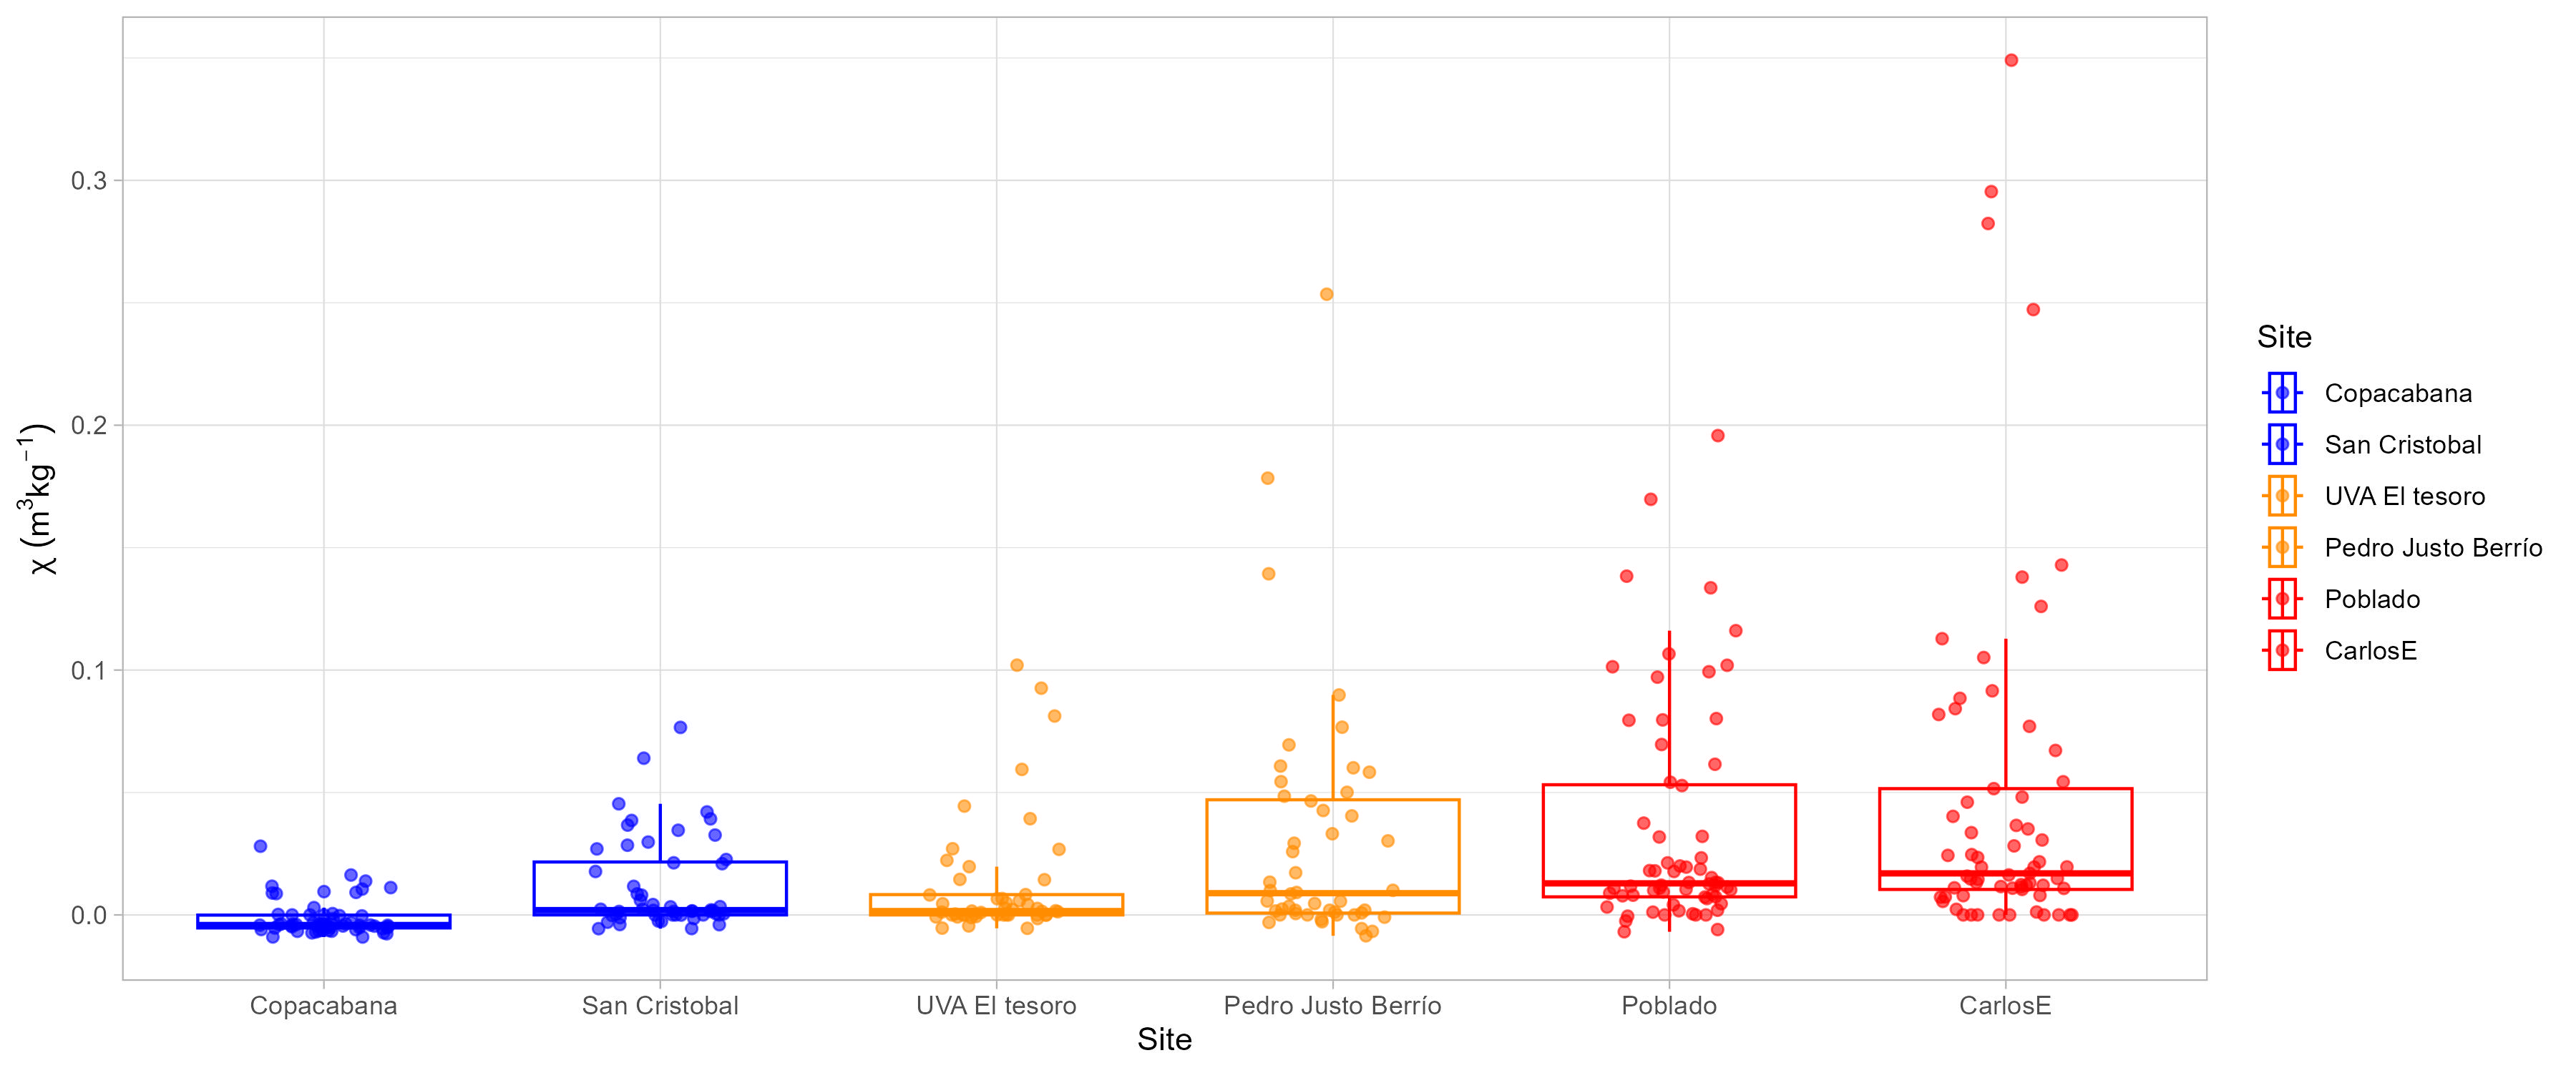 0.3
0.2
0.1
0.0
χ (m³kg⁻¹)
Copacabana
San Cristobal
UVA El tesoro
Pedro Justo Berrío
Poblado
CarlosE
Site
Site
Copacabana
San Cristobal
UVA El tesoro
Pedro Justo Berrío
Poblado
CarlosE